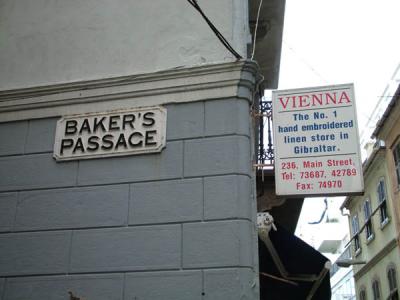 BAKER'S
PASSAGE
VIENNA
The No. 1
hand embroidered
linen store in
Gibraltar.
236, Main Street,
Tel: 73687, 42789
Fax: 74970